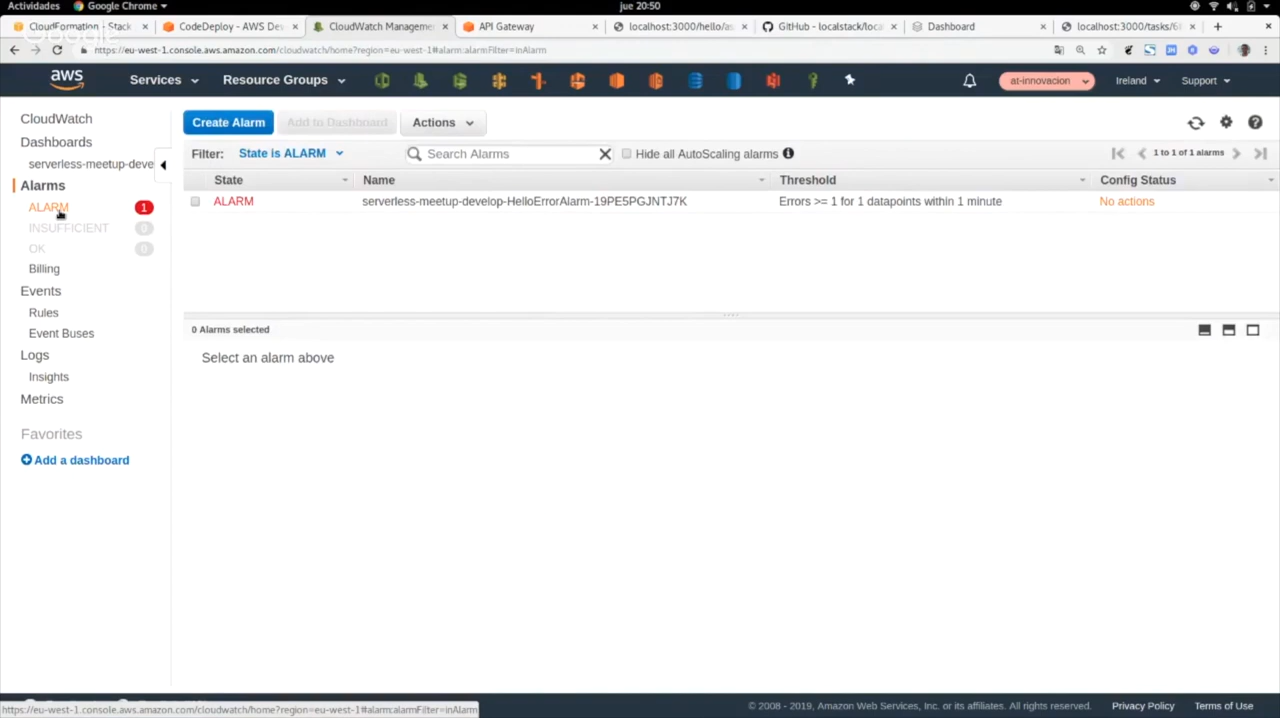 Actividades Google Chrome jue 20:50
CloudFormation - Stack CodeDeploy - AWS Dev CloudWatch Manageme API Gateway localhost:3000/hello/as GitHub - localstack/loca Dashboard localhost:3000/tasks/6
https://eu-west-1.console.aws.amazon.com/cloudwatch/home?region=eu-west-1#alarm:alarmFilter=inAlarm
aws Services Resource Groups at-innovacion Ireland Support
CloudWatch
Dashboards
serverless-meetup-deve
Alarms
ALARM 1
INSUFFICIENT 0
OK 0
Billing
Events
Rules
Event Buses
Logs
Insights
Metrics
Favorites
Add a dashboard
Create Alarm Add to Dashboard Actions
Filter: State is ALARM Search Alarms Hide all AutoScaling alarms 1 to 1 of 1 alarms
State Name Threshold Config Status
ALARM serverless-meetup-develop-HelloErrorAlarm-19PE5PGJNTJ7K Errors >= 1 for 1 datapoints within 1 minute No actions
0 Alarms selected
Select an alarm above
https://eu-west-1.console.aws.amazon.com/cloudwatch/home?region=eu-west-1#alarm:alarmFilter=inAlarm
© 2008 - 2019, Amazon Web Services, Inc. or its affiliates. All rights reserved. Privacy Policy Terms of Use